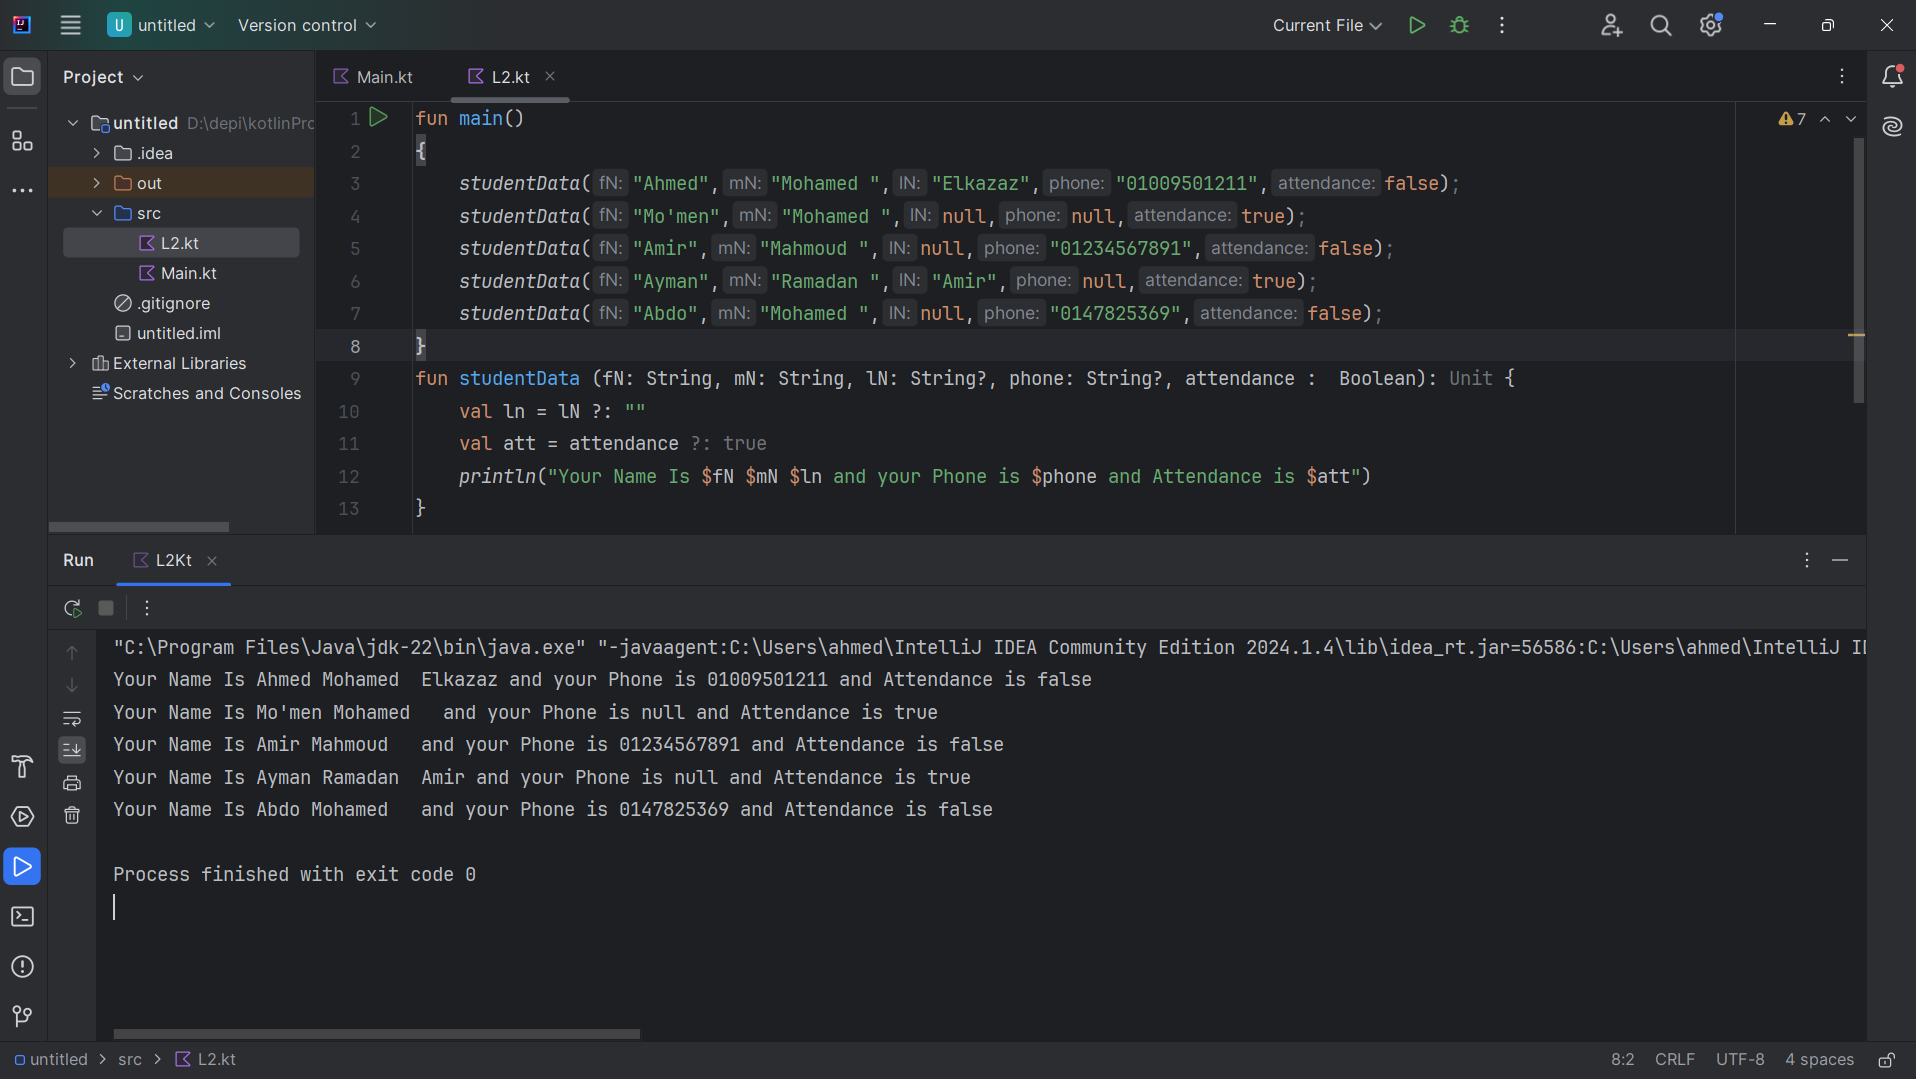 U untitled Version control Current File
Project
Main.kt L2.kt
untitled D:\depi\kotlinPro
.idea
out
src
L2.kt
Main.kt
.gitignore
untitled.iml
External Libraries
Scratches and Consoles
7
1 fun main()
2 {
3 studentData( fN: "Ahmed", mN: "Mohamed ", lN: "Elkazaz", phone: "01009501211", attendance: false);
4 studentData( fN: "Mo'men", mN: "Mohamed ", lN: null, phone: null, attendance: true);
5 studentData( fN: "Amir", mN: "Mahmoud ", lN: null, phone: "01234567891", attendance: false);
6 studentData( fN: "Ayman", mN: "Ramadan ", lN: "Amir", phone: null, attendance: true);
7 studentData( fN: "Abdo", mN: "Mohamed ", lN: null, phone: "0147825369", attendance: false);
8 }
9 fun studentData (fN: String, mN: String, lN: String?, phone: String?, attendance :  Boolean): Unit {
10 val ln = lN ?: ""
11 val att = attendance ?: true
12 println("Your Name Is $fN $mN $ln and your Phone is $phone and Attendance is $att")
13 }
Run L2Kt
"C:\Program Files\Java\jdk-22\bin\java.exe" "-javaagent:C:\Users\ahmed\IntelliJ IDEA Community Edition 2024.1.4\lib\idea_rt.jar=56586:C:\Users\ahmed\IntelliJ ID
Your Name Is Ahmed Mohamed  Elkazaz and your Phone is 01009501211 and Attendance is false
Your Name Is Mo'men Mohamed   and your Phone is null and Attendance is true
Your Name Is Amir Mahmoud   and your Phone is 01234567891 and Attendance is false
Your Name Is Ayman Ramadan  Amir and your Phone is null and Attendance is true
Your Name Is Abdo Mohamed   and your Phone is 0147825369 and Attendance is false
Process finished with exit code 0
untitled > src > L2.kt 8:2 CRLF UTF-8 4 spaces